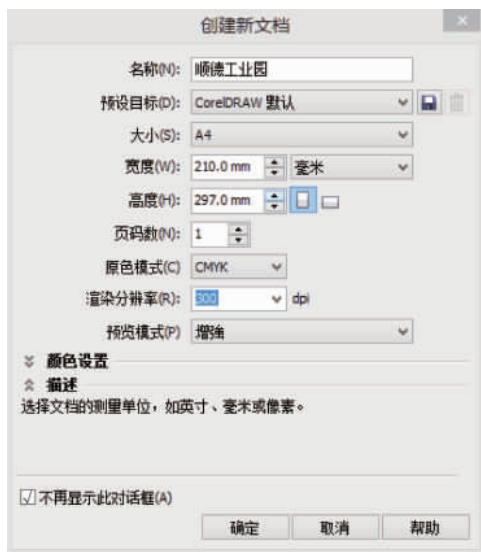 创建新文档
名称(N): 顺德工业园
预设目标(D): CorelDRAW 默认
大小(S): A4
宽度(W): 210.0 mm 毫米
高度(H): 297.0 mm
页码数(N): 1
原色模式(C) CMYK
渲染分辨率(R): 300 dpi
预览模式(P) 增强
颜色设置
描述
选择文档的测量单位，如英寸、毫米或像素。
不再显示此对话框(A)
确定 取消 帮助